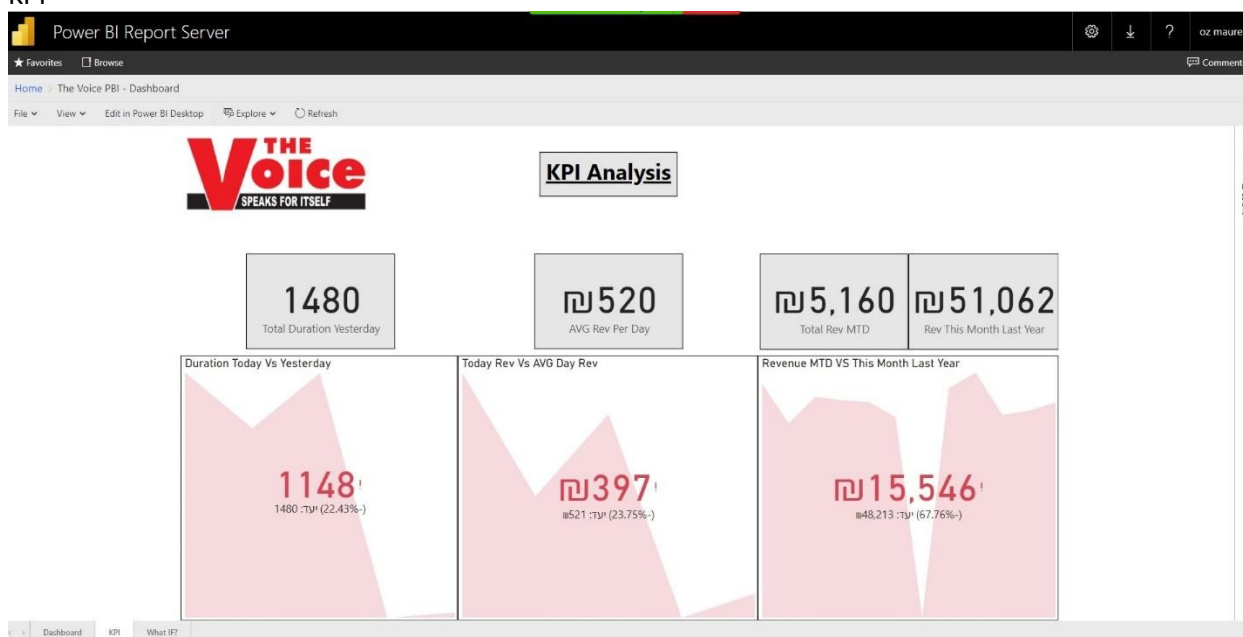 Power BI Report Server
oz maure
Favorites Browse
Comment
Home > The Voice PBI - Dashboard
File View Edit in Power BI Desktop Explore Refresh
THE
Voice
SPEAKS FOR ITSELF
KPI Analysis
1480
Total Duration Yesterday
₪520
AVG Rev Per Day
₪5,160
Total Rev MTD
₪51,062
Rev This Month Last Year
Duration Today Vs Yesterday
1148!
יעד: 1480 (-22.43%)
Today Rev Vs AVG Day Rev
₪397!
יעד: ₪521 (-23.75%)
Revenue MTD VS This Month Last Year
₪15,546!
יעד: ₪48,213 (-67.76%)
Dashboard KPI What IF?